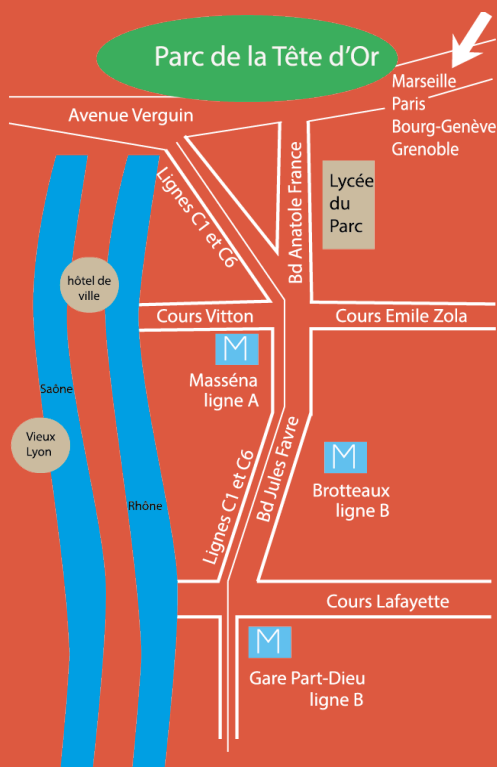 Parc de la Tête d'Or
Marseille
Paris
Bourg-Genève
Grenoble
Avenue Verguin
Lignes C1 et C6
Bd Anatole France
Lycée
du
Parc
hôtel de
ville
Cours Vitton
Cours Emile Zola
M
Masséna
ligne A
Saône
Vieux
Lyon
Lignes C1 et C6
Bd Jules Favre
M
Brotteaux
ligne B
Rhône
Cours Lafayette
M
Gare Part-Dieu
ligne B